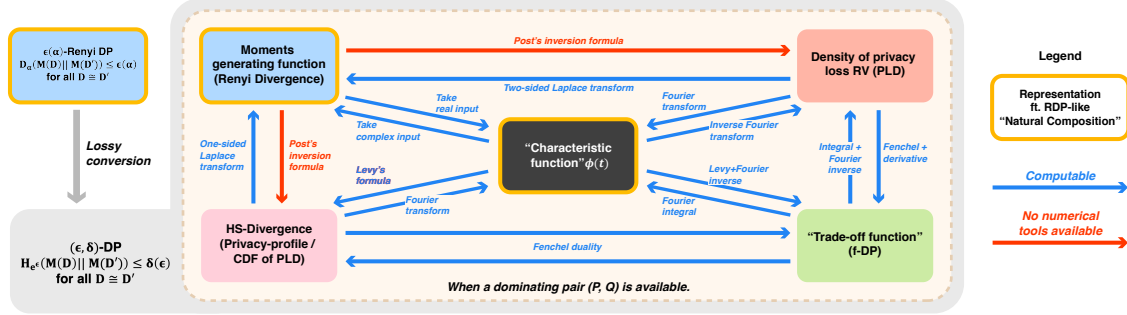 ϵ(α)-Renyi DP
D_α(M(D)|| M(D′)) ≤ ϵ(α)
for all D ≅ D′
Lossy
conversion
(ϵ, δ)-DP
H_{e^ϵ}(M(D)|| M(D′)) ≤ δ(ϵ)
for all D ≅ D′
Moments
generating function
(Renyi Divergence)
Post's inversion formula
Two-sided Laplace transform
Density of privacy
loss RV (PLD)
Take
real input
Take
complex input
Fourier
transform
Inverse Fourier
transform
One-sided
Laplace
transform
Post's
inversion
formula
"Characteristic
function" ϕ(t)
Integral +
Fourier
inverse
Fenchel +
derivative
Levy's
formula
Fourier
transform
Levy+Fourier
inverse
Fourier
integral
HS-Divergence
(Privacy-profile /
CDF of PLD)
Fenchel duality
"Trade-off function"
(f-DP)
When a dominating pair (P, Q) is available.
Legend
Representation
ft. RDP-like
"Natural Composition"
Computable
No numerical
tools available